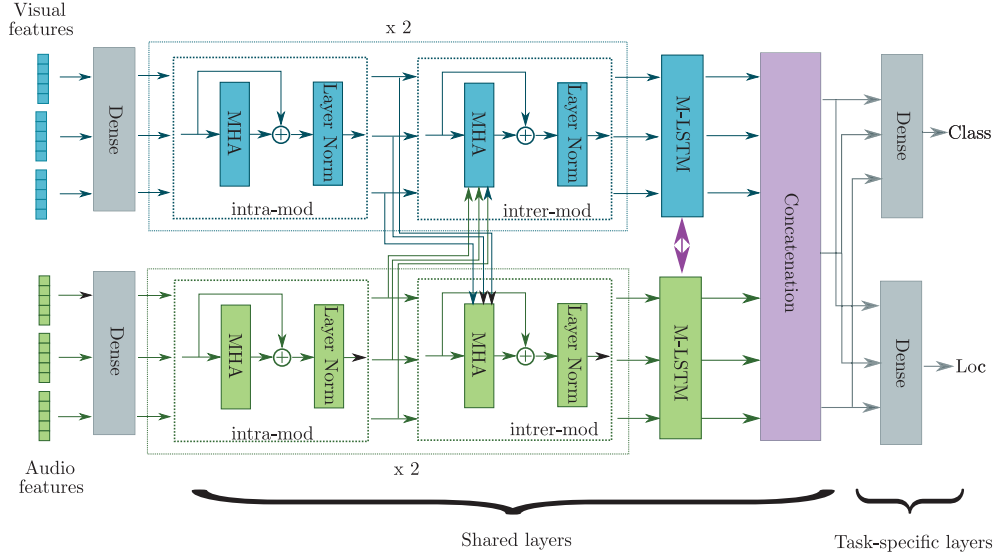 Visual
features
x 2
Dense
MHA
Layer Norm
intra-mod
MHA
Layer Norm
intrer-mod
M-LSTM
Concatenation
Dense
Class
Dense
MHA
Layer Norm
intra-mod
MHA
Layer Norm
intrer-mod
M-LSTM
Dense
Loc
x 2
Audio
features
Shared layers
Task-specific layers